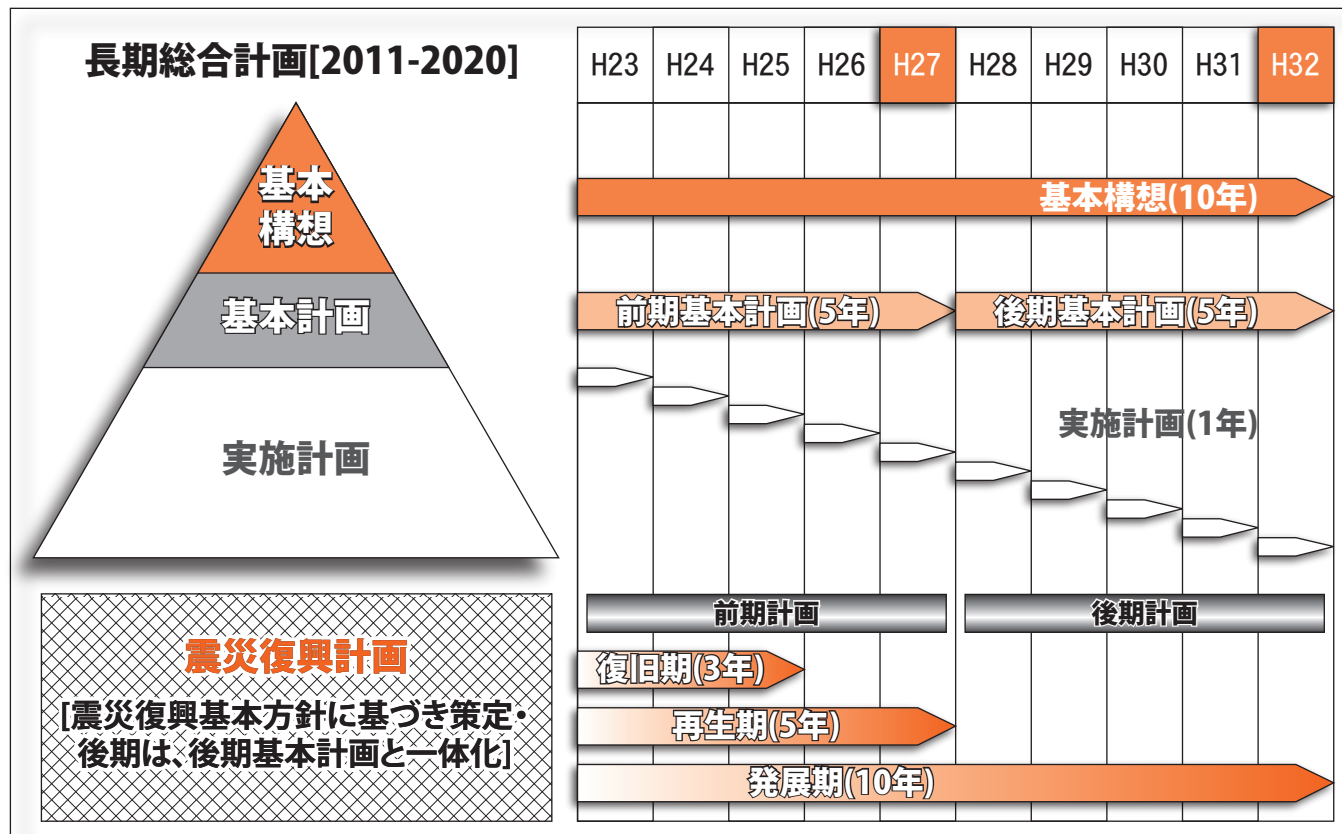 長期総合計画[2011-2020]
H23 H24 H25 H26 H27 H28 H29 H30 H31 H32
基本
構想
基本構想(10年)
基本計画
前期基本計画(5年) 後期基本計画(5年)
実施計画
実施計画(1年)
前期計画 後期計画
震災復興計画
[震災復興基本方針に基づき策定・
後期は、後期基本計画と一体化]
復旧期(3年)
再生期(5年)
発展期(10年)